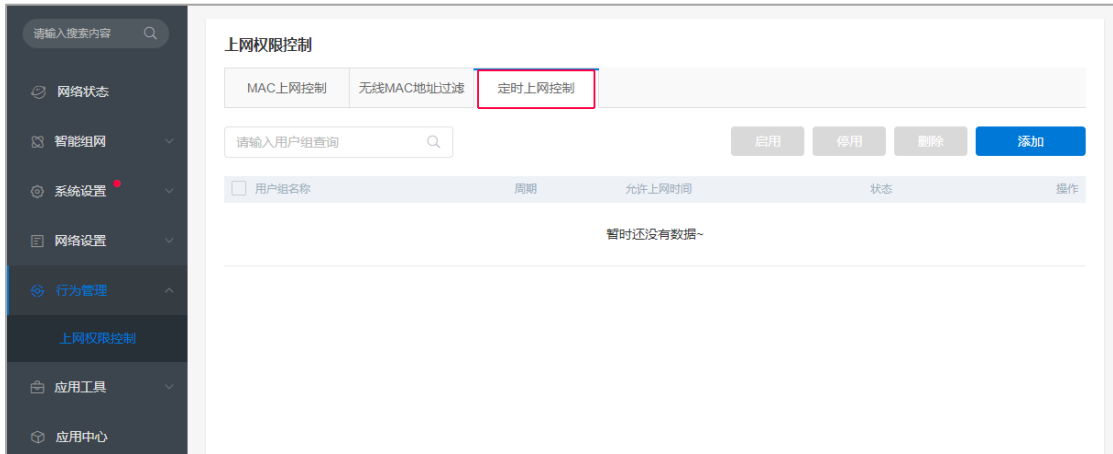 请输入搜索内容
网络状态
智能组网
系统设置
网络设置
行为管理
上网权限控制
应用工具
应用中心
上网权限控制
MAC上网控制 无线MAC地址过滤 定时上网控制
请输入用户组查询 启用 停用 删除 添加
用户组名称 周期 允许上网时间 状态 操作
暂时还没有数据~